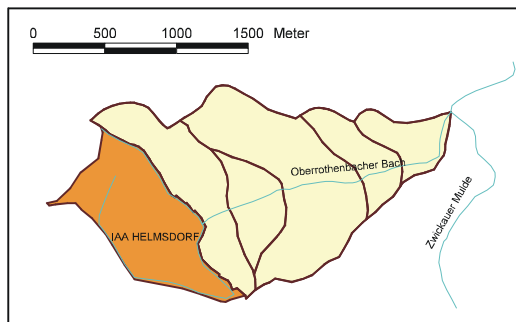 0 500 1000 1500 Meter
Oberrothenbacher Bach
Zwickauer Mulde
IAA HELMSDORF